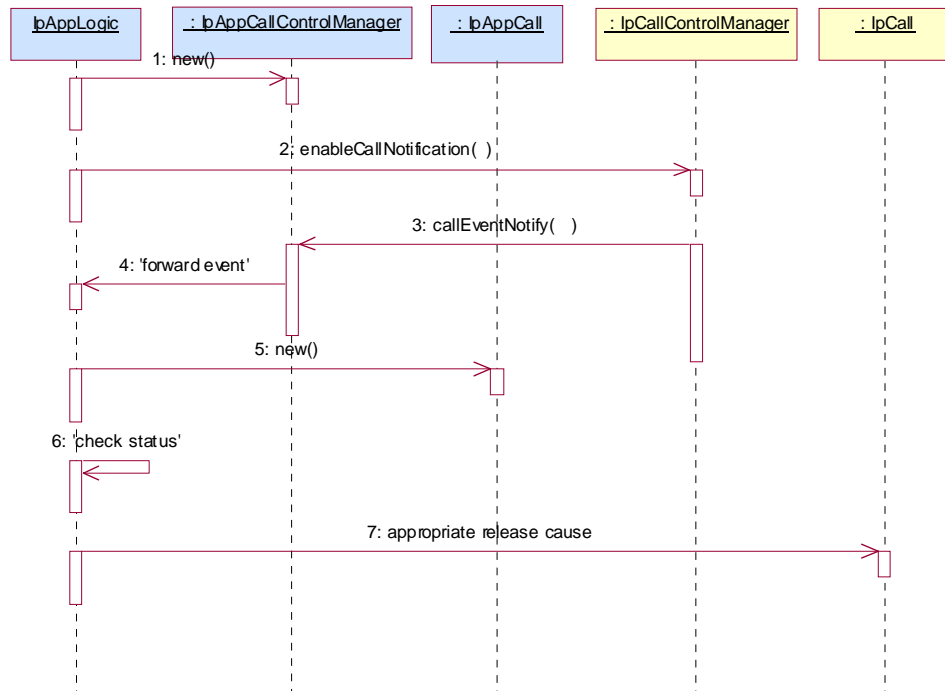 IpAppLogic
: IpAppCallControlManager
: IpAppCall
: IpCallControlManager
: IpCall
1: new()
2: enableCallNotification( )
3: callEventNotify( )
4: 'forward event'
5: new()
6: 'check status'
7: appropriate release cause